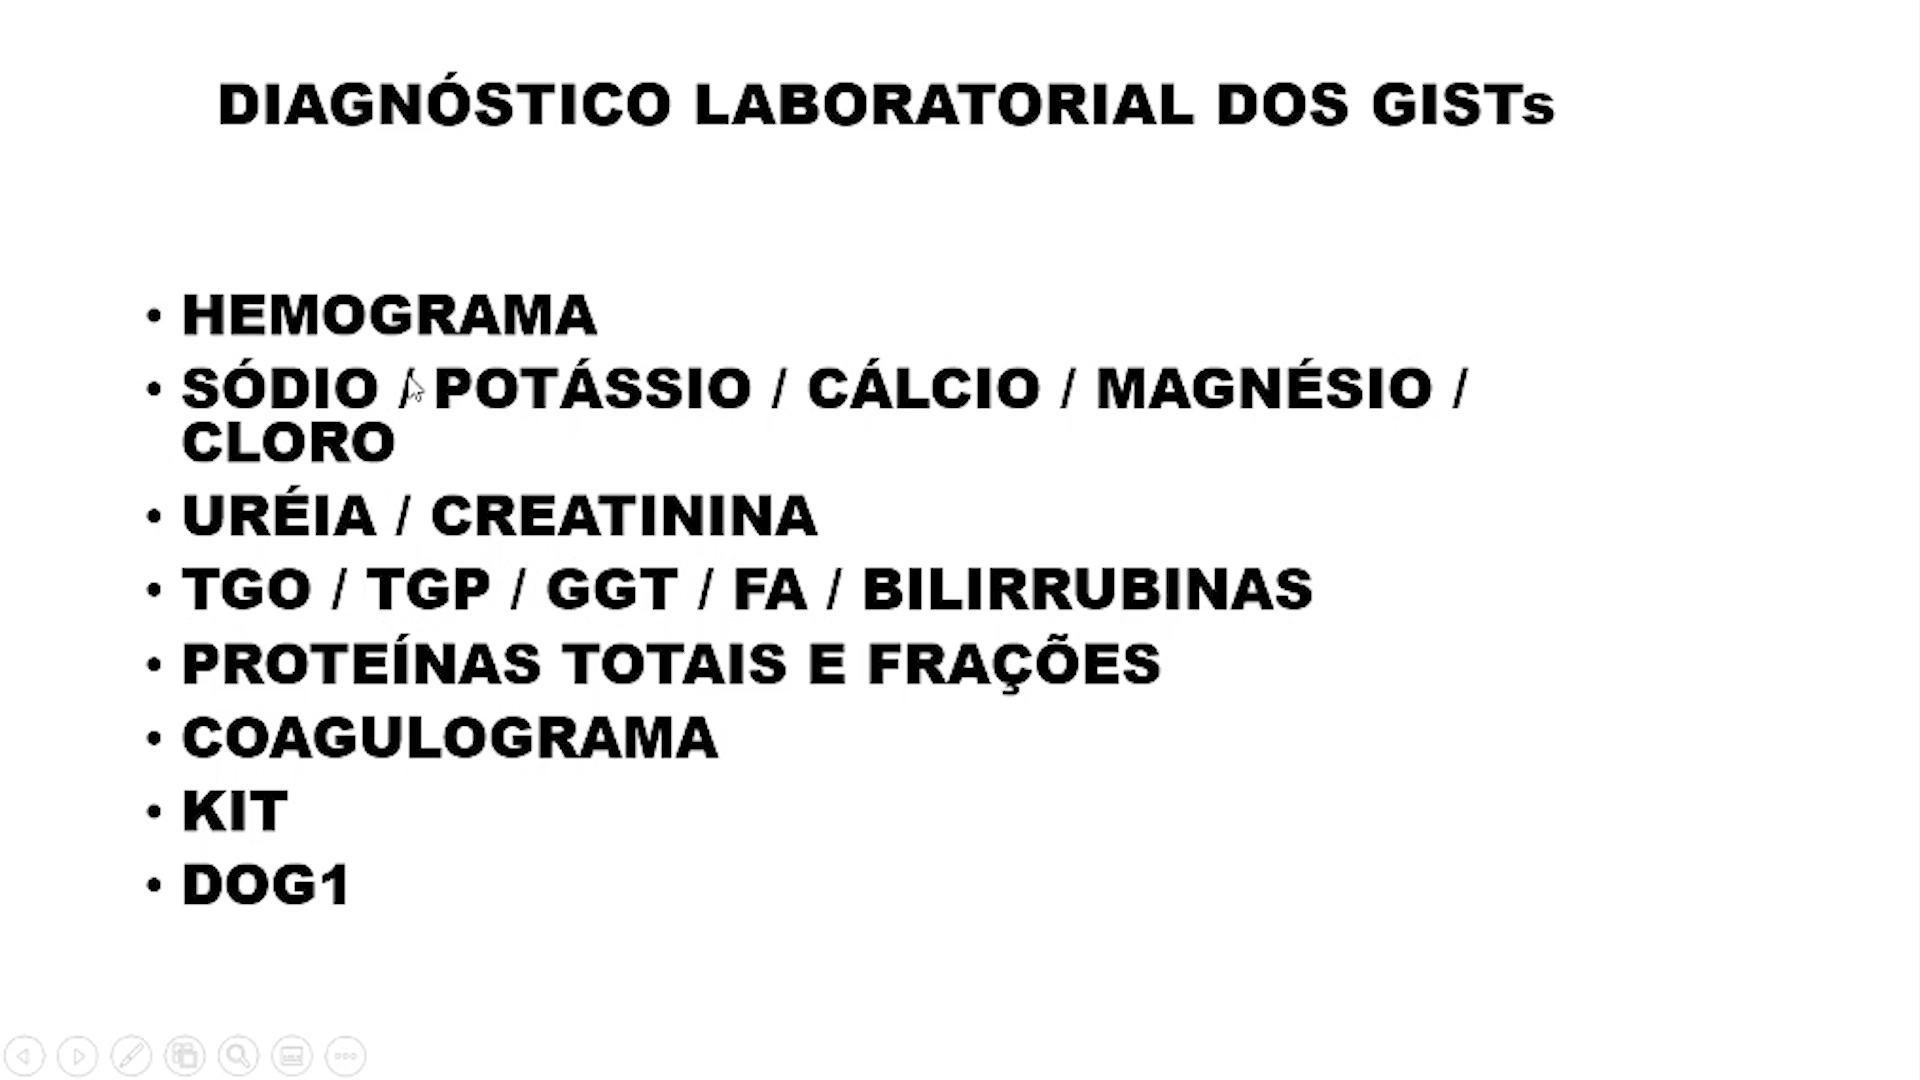 DIAGNÓSTICO LABORATORIAL DOS GISTs
• HEMOGRAMA
• SÓDIO / POTÁSSIO / CÁLCIO / MAGNÉSIO /
CLORO
• URÉIA / CREATININA
• TGO / TGP / GGT / FA / BILIRRUBINAS
• PROTEÍNAS TOTAIS E FRAÇÕES
• COAGULOGRAMA
• KIT
• DOG1